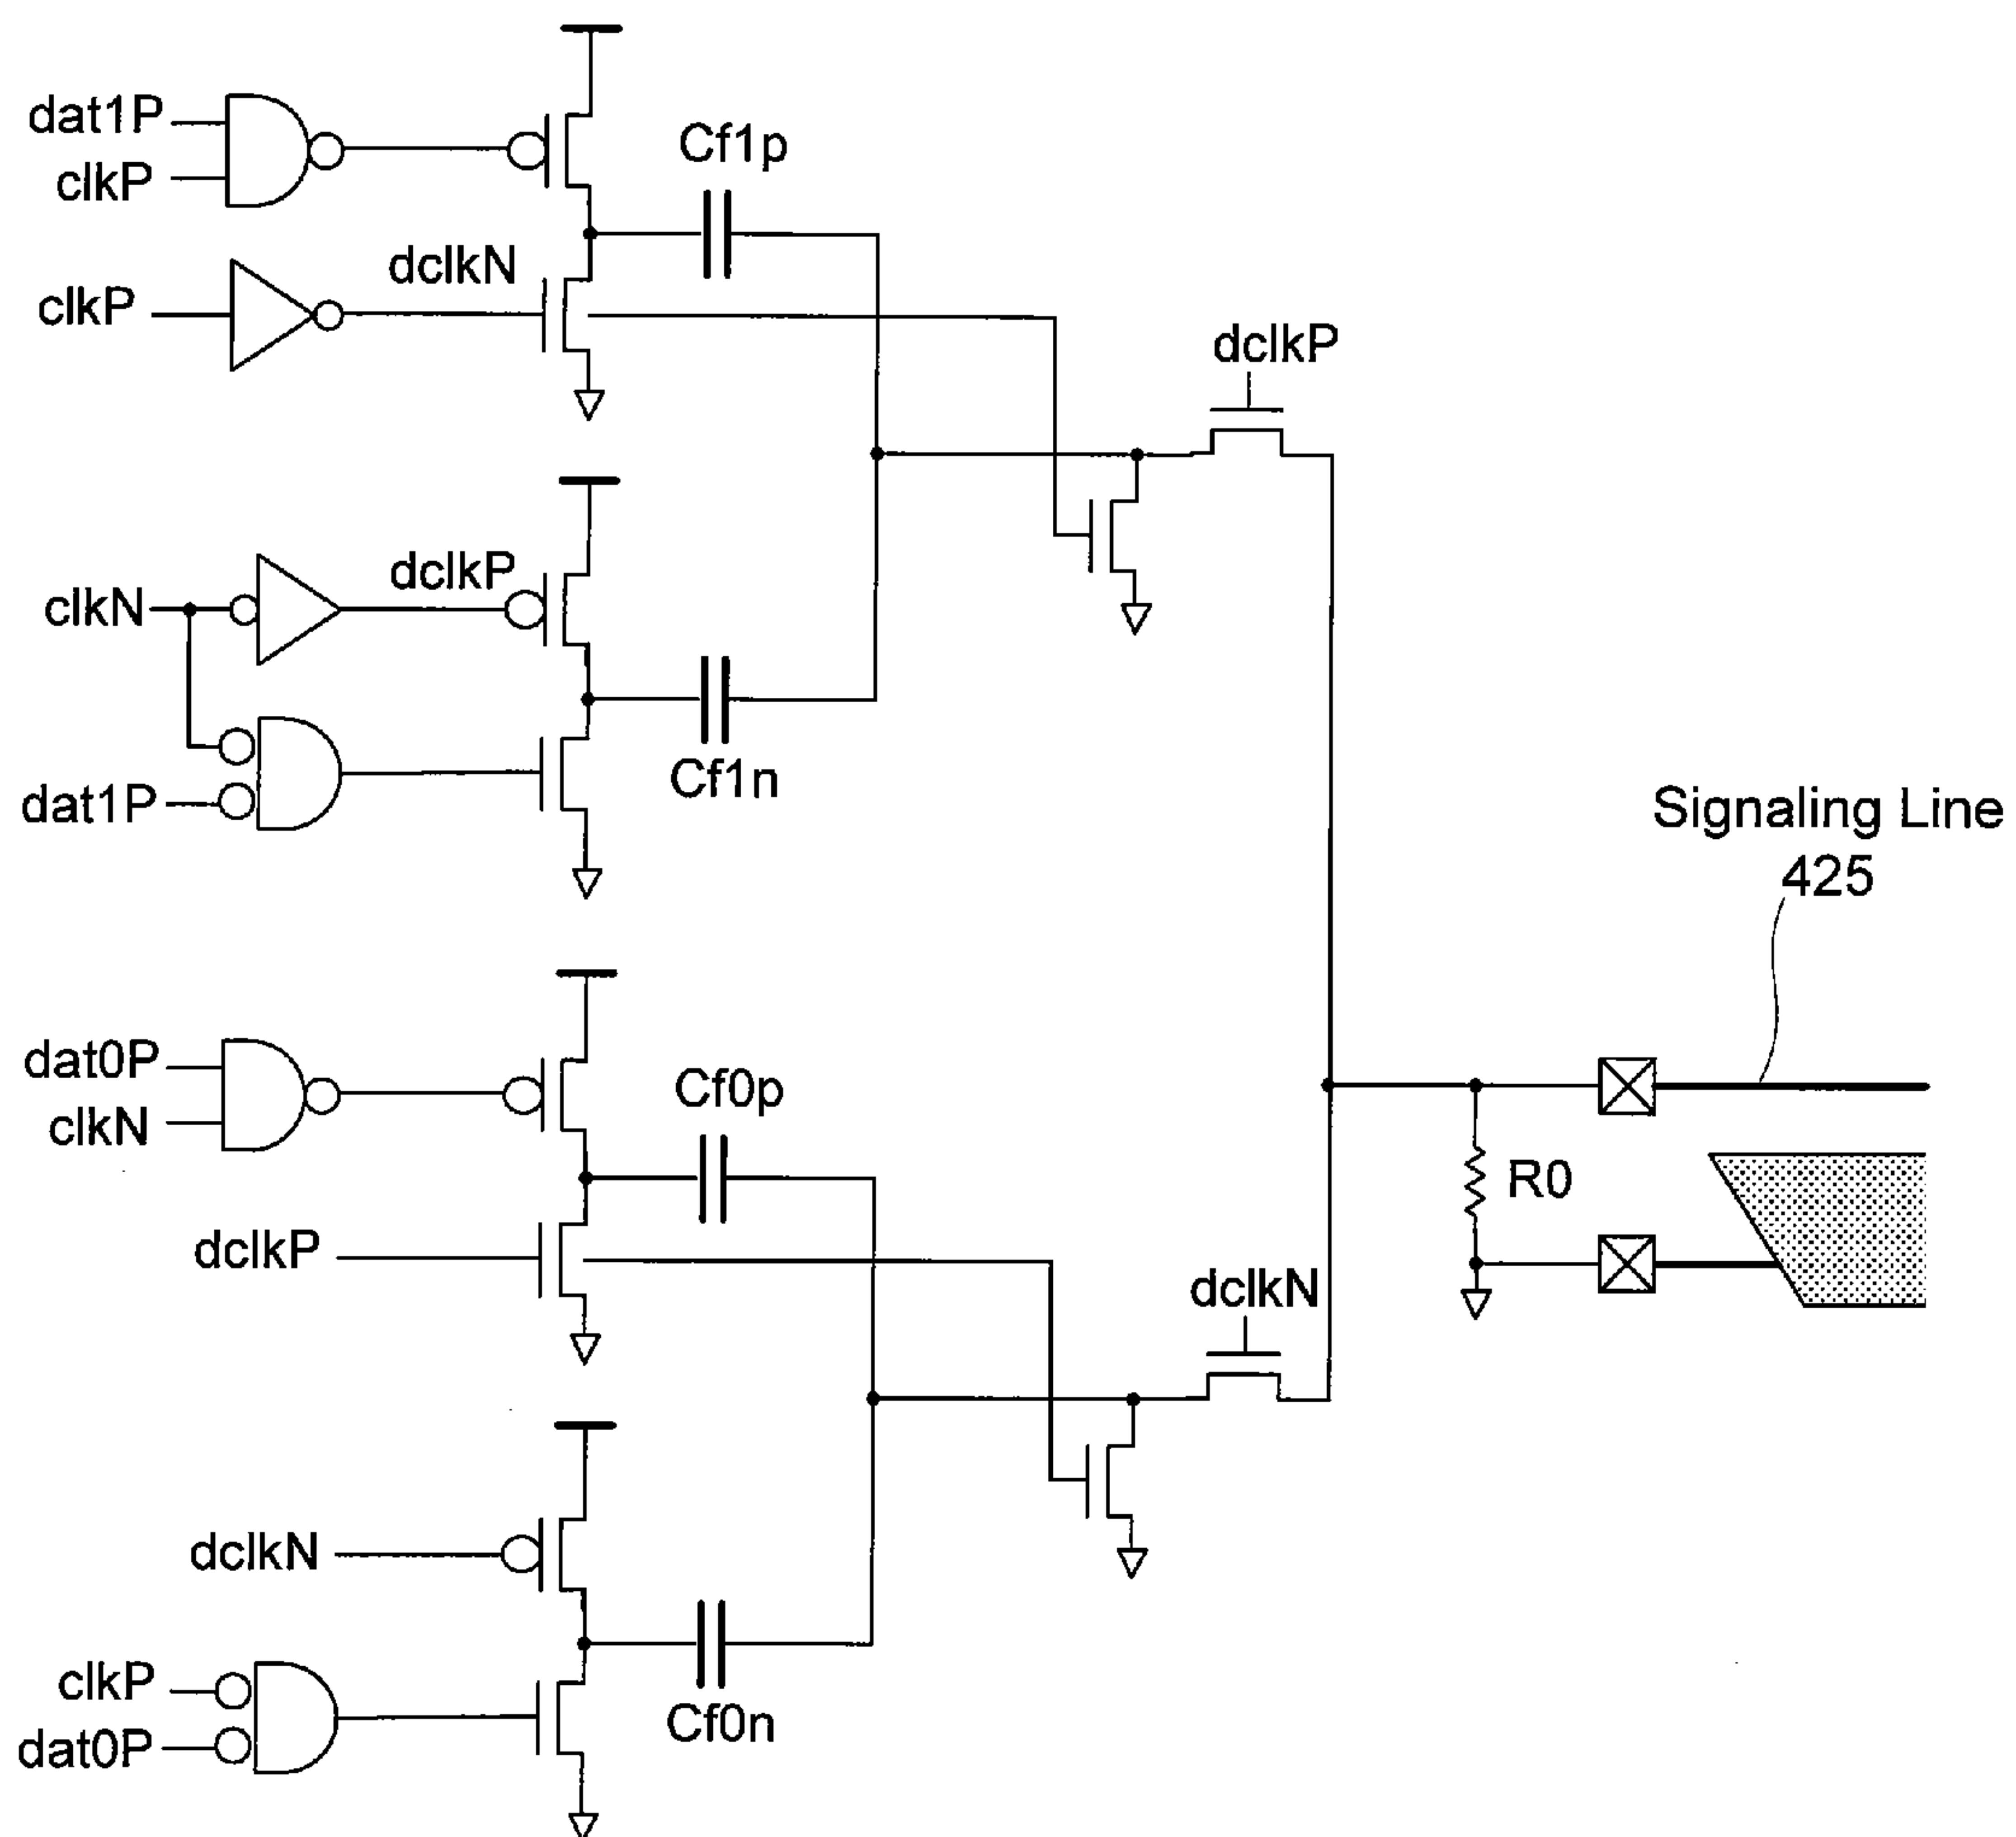 dat1P
clkP
Cf1p
dclkN
clkP
dclkP
clkN
dclkP
dat1P
Cf1n
Signaling Line
425
dat0P
clkN
Cf0p
R0
dclkP
dclkN
dclkN
clkP
dat0P
Cf0n